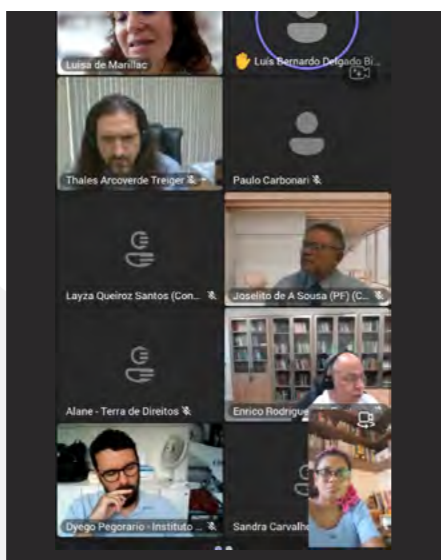 Luisa de Marillac
Luis Bernardo Delgado Bi...
Thales Arcoverde Treiger
Paulo Carbonari
Layza Queiroz Santos (Con...
Joselito de A Sousa (PF) (C...
Alane - Terra de Direitos
Enrico Rodrigue
Dyego Pegorario - Instituto ...
Sandra Carvalh